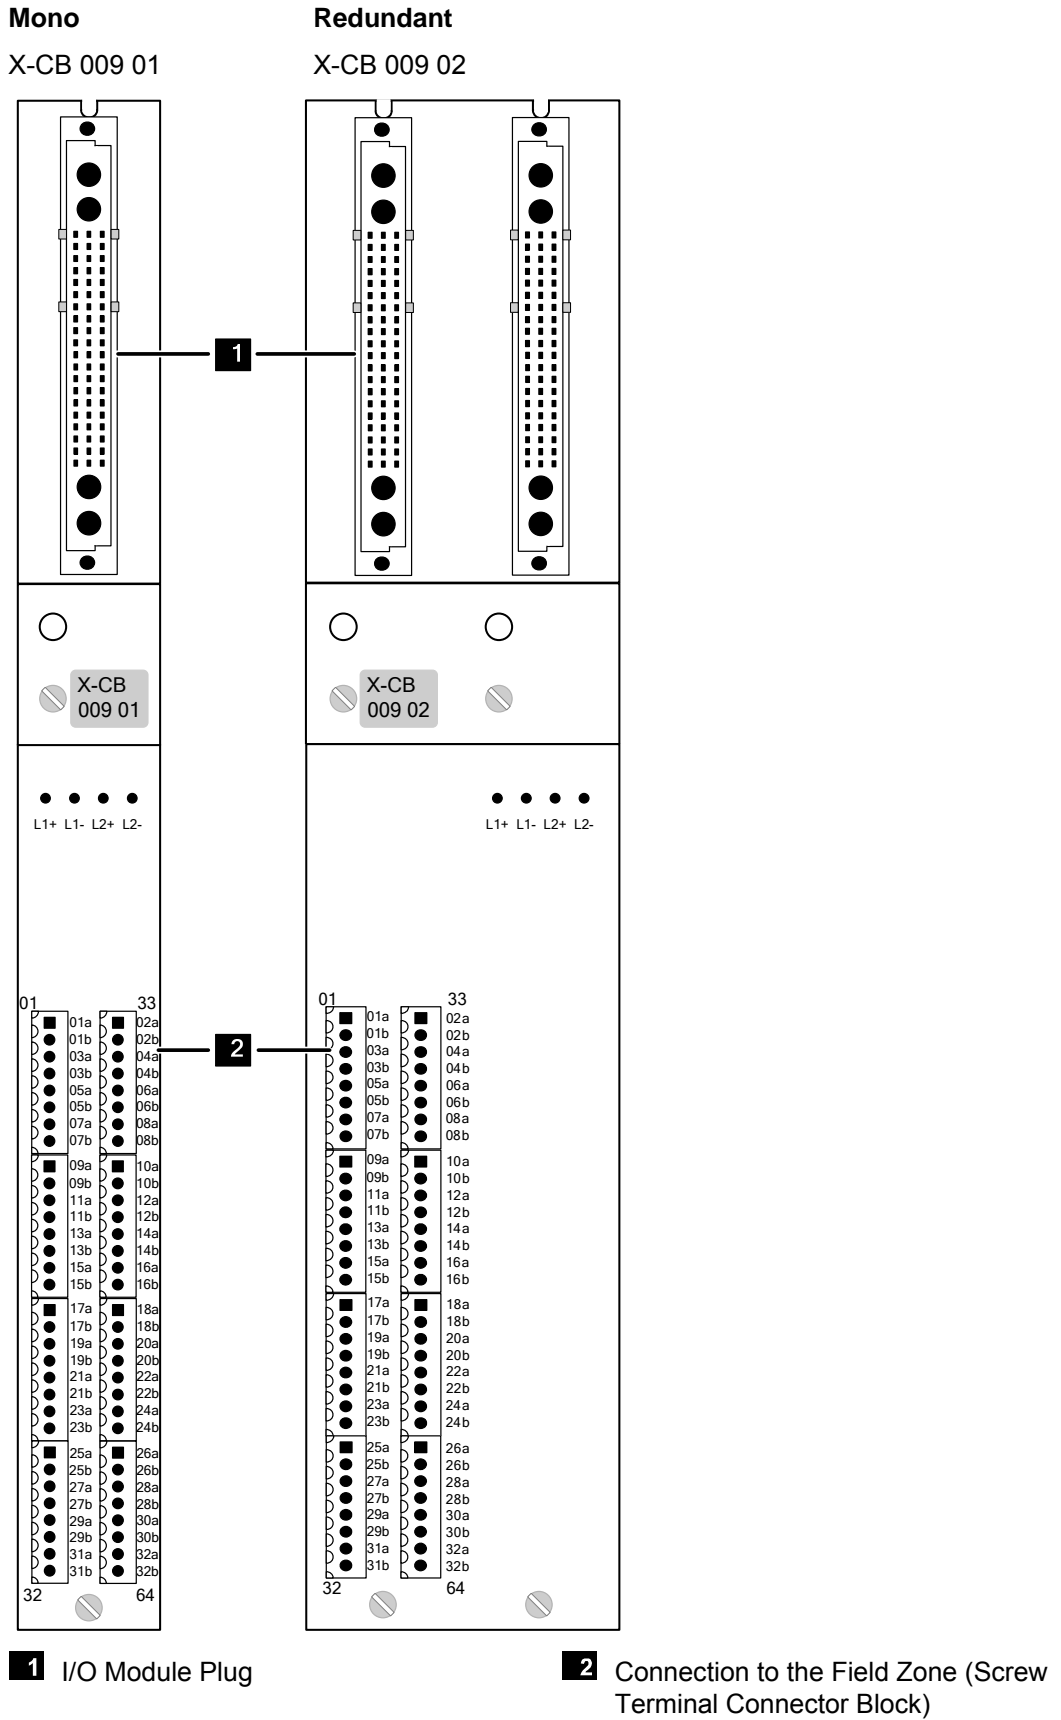 Mono Redundant
X-CB 009 01 X-CB 009 02
1
X-CB X-CB
009 01 009 02
L1+ L1- L2+ L2- L1+ L1- L2+ L2-
01 33 01 33
01a 02a 01a 02a
01b 02b 01b 02b
2
03a 04a 03a 04a
03b 04b 03b 04b
05a 06a 05a 06a
05b 06b 05b 06b
07a 08a 07a 08a
07b 08b 07b 08b
09a 10a 09a 10a
09b 10b 09b 10b
11a 12a 11a 12a
11b 12b 11b 12b
13a 14a 13a 14a
13b 14b 13b 14b
15a 16a 15a 16a
15b 16b 15b 16b
17a 18a 17a 18a
17b 18b 17b 18b
19a 20a 19a 20a
19b 20b 19b 20b
21a 22a 21a 22a
21b 22b 21b 22b
23a 24a 23a 24a
23b 24b 23b 24b
25a 26a 25a 26a
25b 26b 25b 26b
27a 28a 27a 28a
27b 28b 27b 28b
29a 30a 29a 30a
29b 30b 29b 30b
31a 32a 31a 32a
31b 32b 31b 32b
32 64 32 64
1 I/O Module Plug
2 Connection to the Field Zone (Screw
Terminal Connector Block)